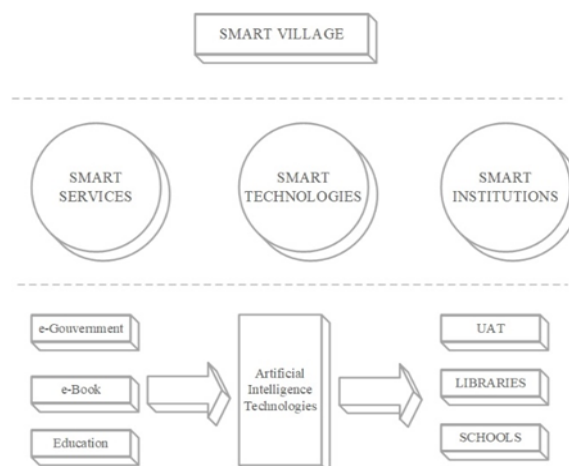 SMART VILLAGE
SMART
SERVICES
SMART
TECHNOLOGIES
SMART
INSTITUTIONS
e-Gouvernment
e-Book
Education
Artificial
Intelligence
Technologies
UAT
LIBRARIES
SCHOOLS